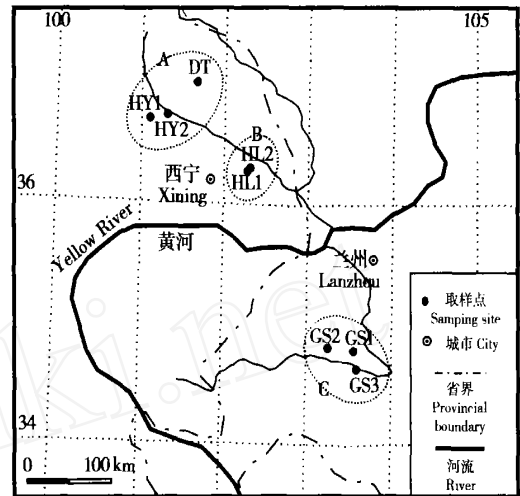 100
105
A
DT
HY1
HY2
B
HL2
HL1
西宁
Xining
36
Yellow River
黄河
兰州
Lanzhou
GS2
GS1
GS3
C
34
0
100 km
取样点
Samping site
城市 City
省界
Provincial
boundary
河流
River